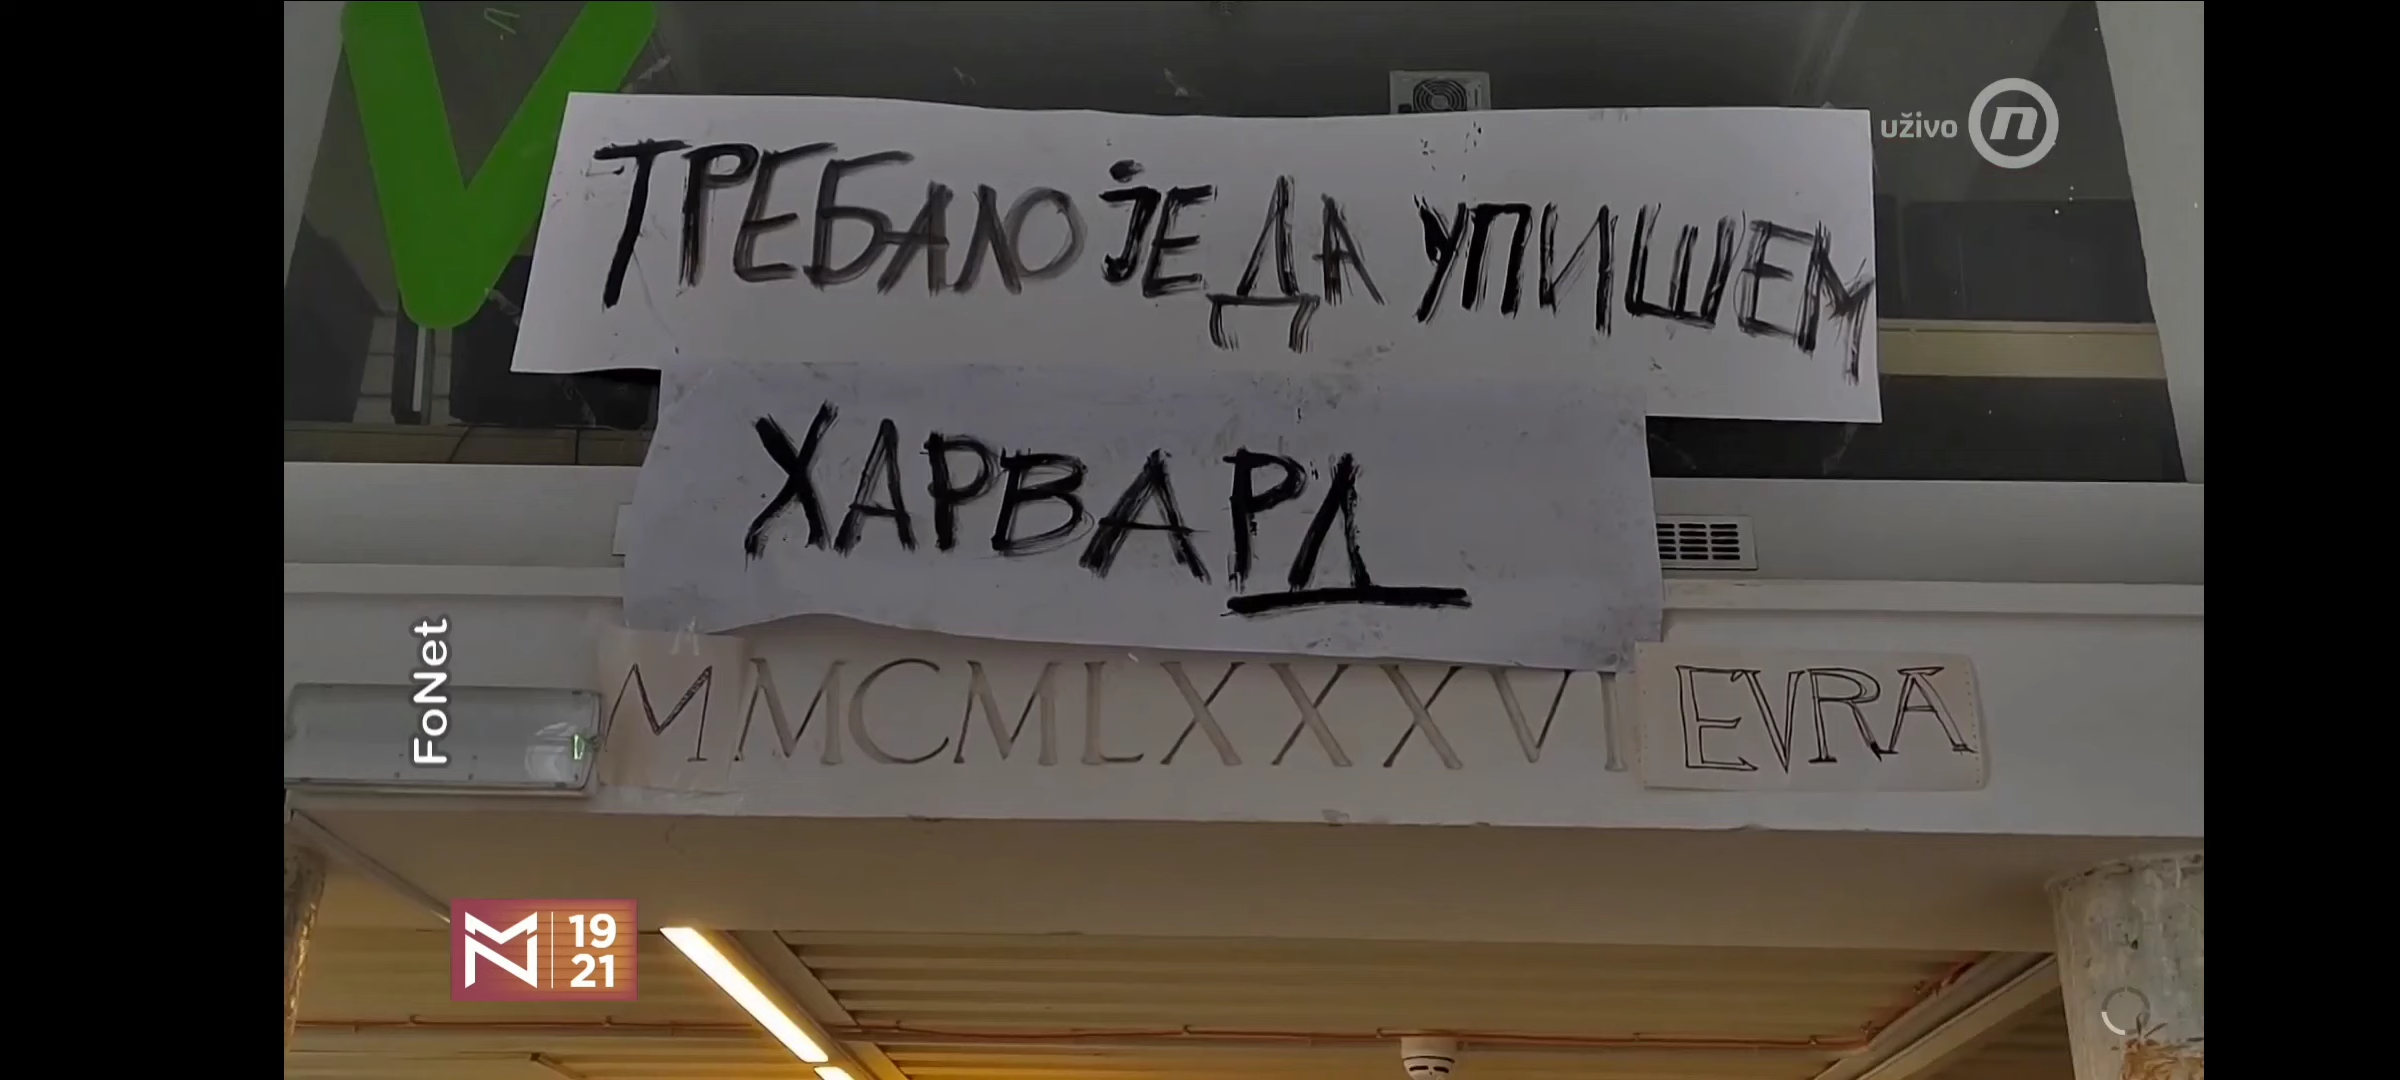 uživo
ТРЕБАЛО ЈЕ ДА УПИШЕМ
ХАРВАРД
MMCMLXXXVI EVRA
FoNet
19
21